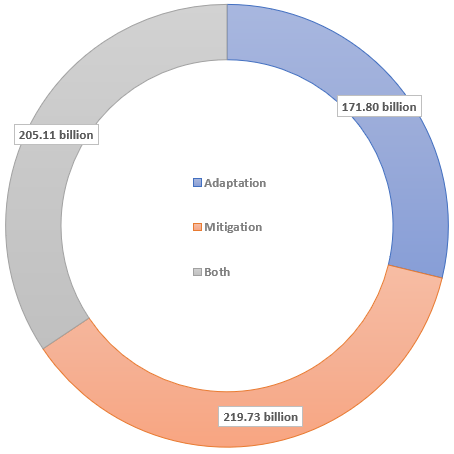 171.80 billion
205.11 billion
Adaptation
Mitigation
Both
219.73 billion